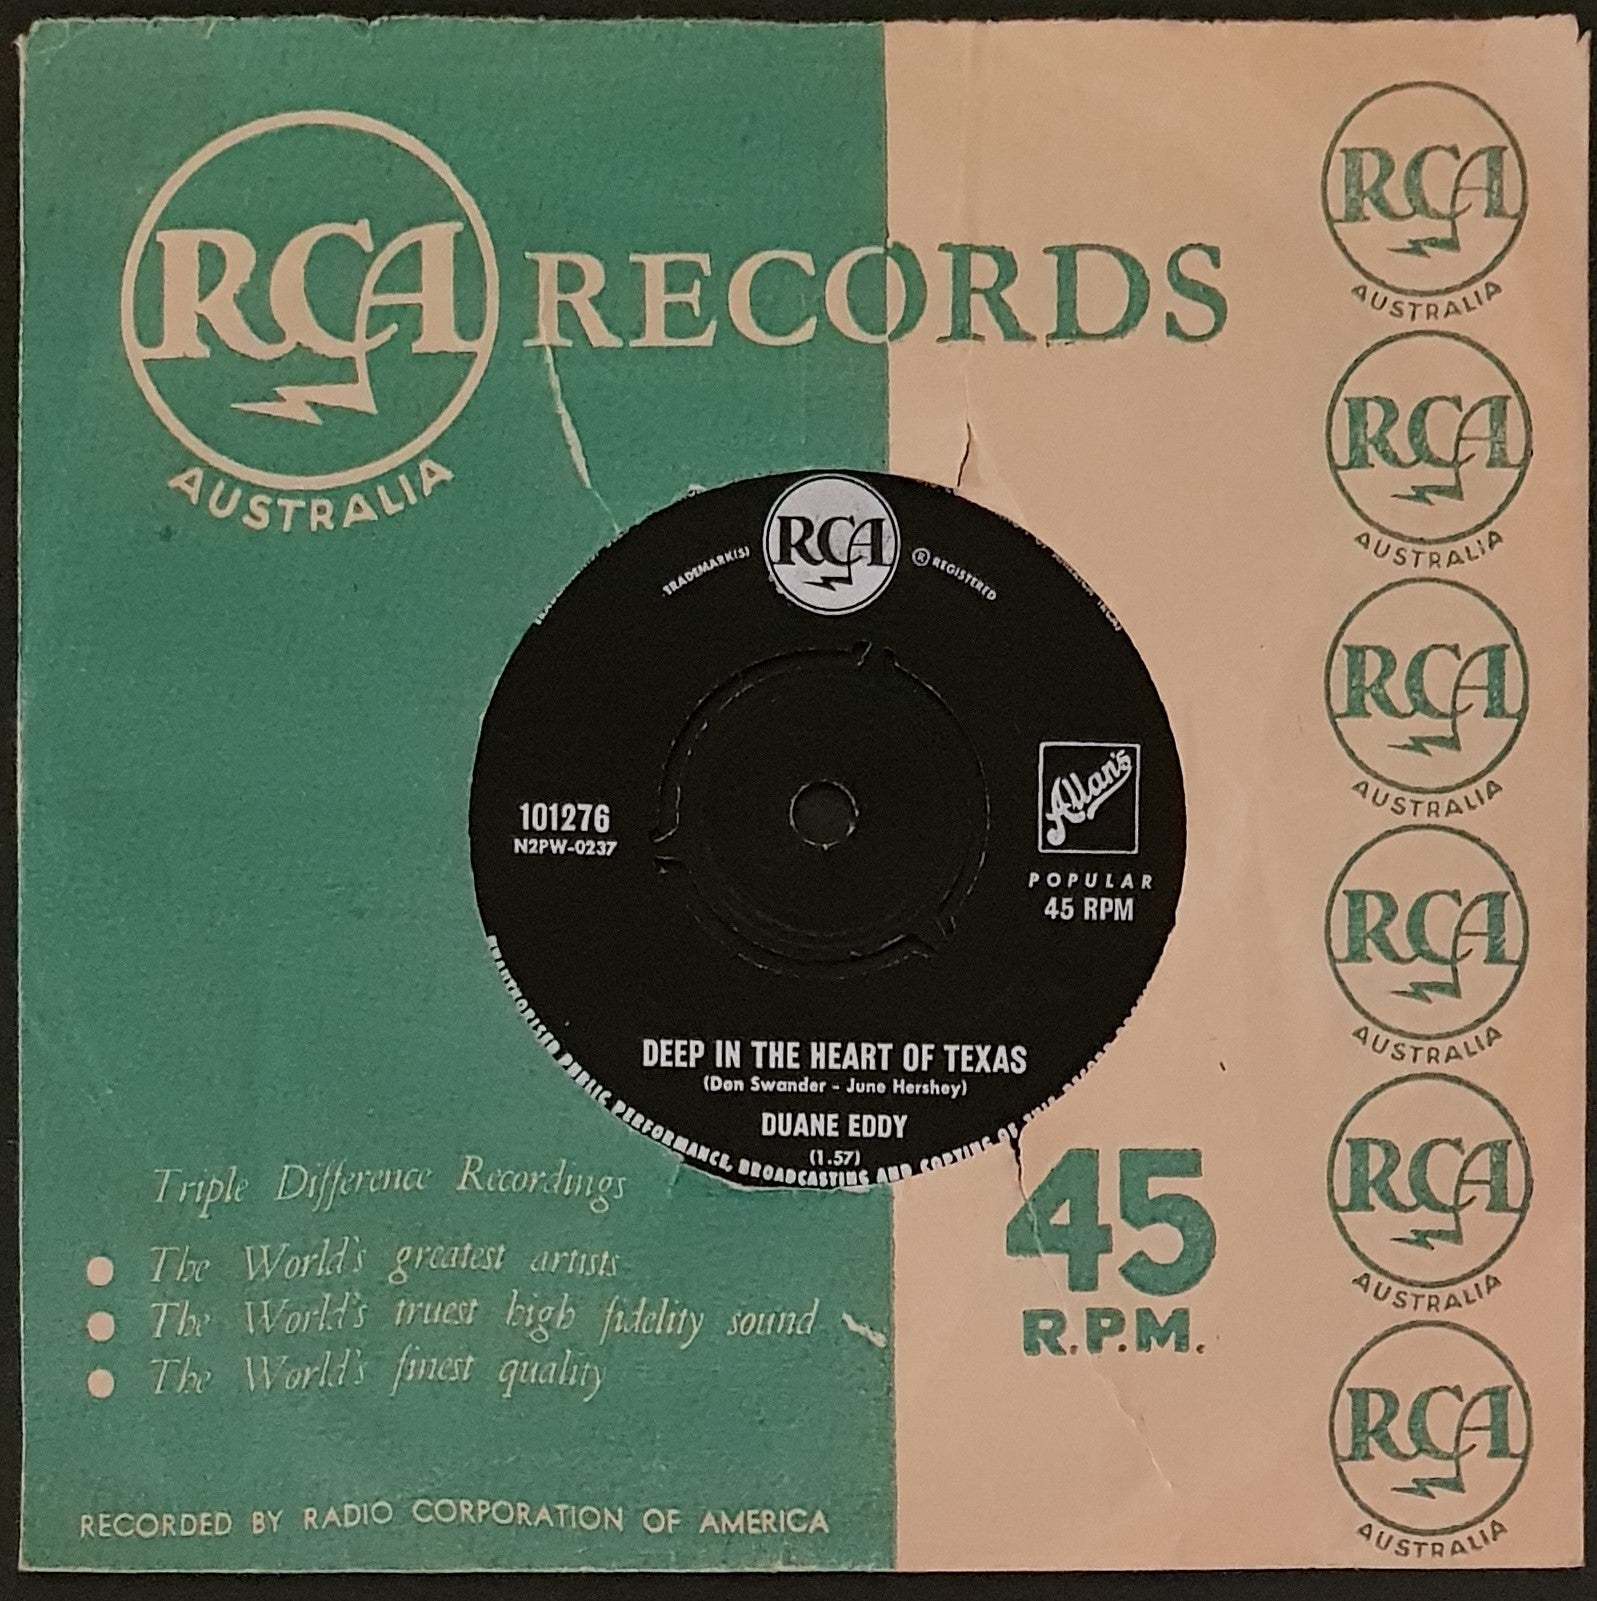 RCA RECORDS
AUSTRALIA
RCA
AUSTRALIA
RCA
AUSTRALIA
RCA
AUSTRALIA
RCA
AUSTRALIA
RCA
AUSTRALIA
RCA
AUSTRALIA
TRADEMARK(S) RCA ® REGISTERED
101276
N2PW-0237
Allan's
POPULAR
45 RPM
DEEP IN THE HEART OF TEXAS
(Don Swander - June Hershey)
DUANE EDDY
(1.57)
PUBLIC PERFORMANCE, BROADCASTING AND COPYING OF THIS
Triple Difference Recordings
The World's greatest artists
The World's truest high fidelity sound
The World's finest quality
45
R.P.M.
RECORDED BY RADIO CORPORATION OF AMERICA